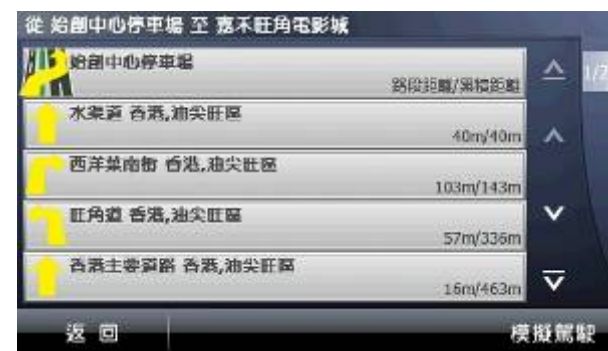 從 始創中心停車場 至 嘉禾旺角電影城
始創中心停車場
路段距離/累積距離
1/2
水渠道 香港,油尖旺區
40m/40m
西洋菜南街 香港,油尖旺區
103m/143m
旺角道 香港,油尖旺區
57m/336m
香港主要道路 香港,油尖旺區
16m/463m
返 回
模擬駕駛